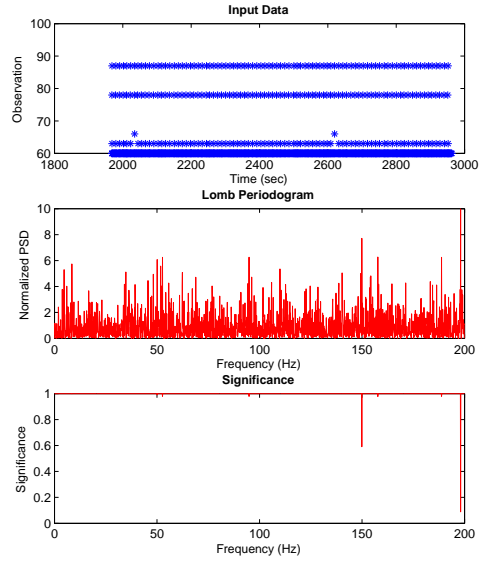 Input Data
100
90
80
70
60
Observation
1800 2000 2200 2400 2600 2800 3000
Time (sec)
Lomb Periodogram
10
8
6
4
2
0
Normalized PSD
0 50 100 150 200
Frequency (Hz)
Significance
1
0.8
0.6
0.4
0.2
0
Significance
0 50 100 150 200
Frequency (Hz)